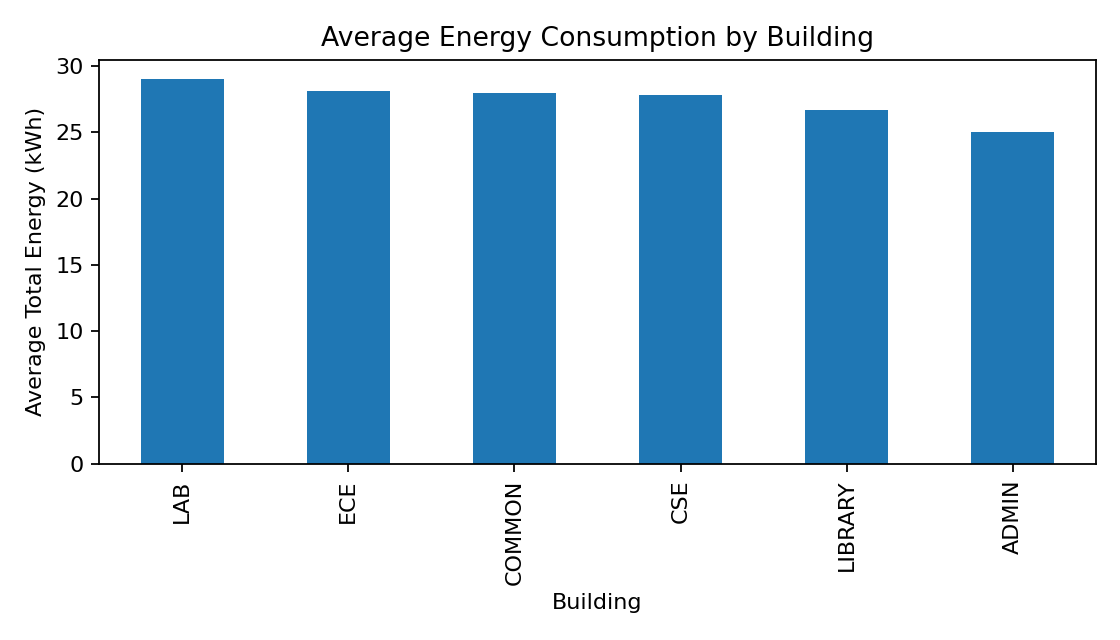 Average Energy Consumption by Building
Average Total Energy (kWh)
30
25
20
15
10
5
0
LAB
ECE
COMMON
CSE
LIBRARY
ADMIN
Building